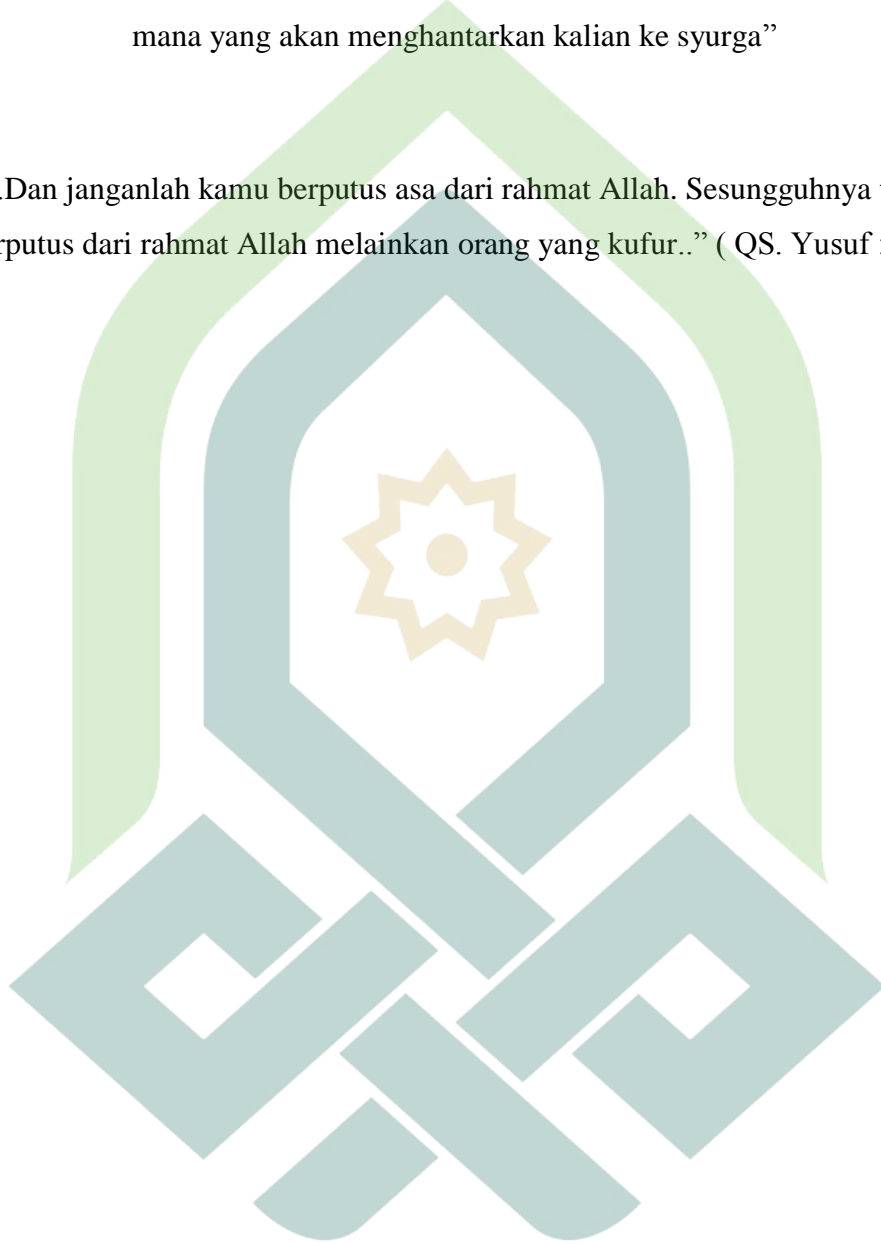 mana yang akan menghantarkan kalian ke syurga”
.Dan janganlah kamu berputus asa dari rahmat Allah. Sesungguhnya
rputus dari rahmat Allah melainkan orang yang kufur..” ( QS. Yusuf